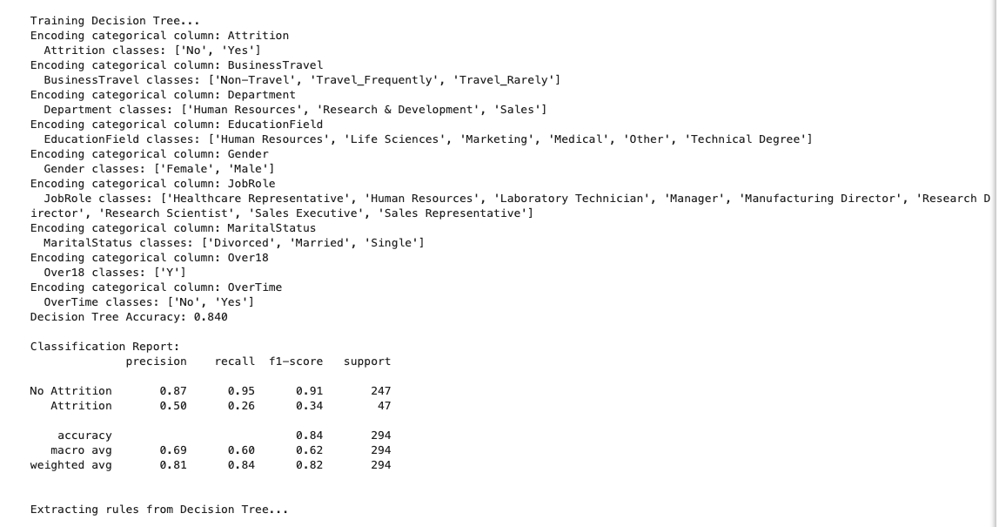 Training Decision Tree...
Encoding categorical column: Attrition
  Attrition classes: ['No', 'Yes']
Encoding categorical column: BusinessTravel
  BusinessTravel classes: ['Non-Travel', 'Travel_Frequently', 'Travel_Rarely']
Encoding categorical column: Department
  Department classes: ['Human Resources', 'Research & Development', 'Sales']
Encoding categorical column: EducationField
  EducationField classes: ['Human Resources', 'Life Sciences', 'Marketing', 'Medical', 'Other', 'Technical Degree']
Encoding categorical column: Gender
  Gender classes: ['Female', 'Male']
Encoding categorical column: JobRole
  JobRole classes: ['Healthcare Representative', 'Human Resources', 'Laboratory Technician', 'Manager', 'Manufacturing Director', 'Research D
irector', 'Research Scientist', 'Sales Executive', 'Sales Representative']
Encoding categorical column: MaritalStatus
  MaritalStatus classes: ['Divorced', 'Married', 'Single']
Encoding categorical column: Over18
  Over18 classes: ['Y']
Encoding categorical column: OverTime
  OverTime classes: ['No', 'Yes']
Decision Tree Accuracy: 0.840
Classification Report:
              precision    recall  f1-score   support
No Attrition       0.87      0.95      0.91       247
   Attrition       0.50      0.26      0.34        47
    accuracy                           0.84       294
   macro avg       0.69      0.60      0.62       294
weighted avg       0.81      0.84      0.82       294
Extracting rules from Decision Tree...